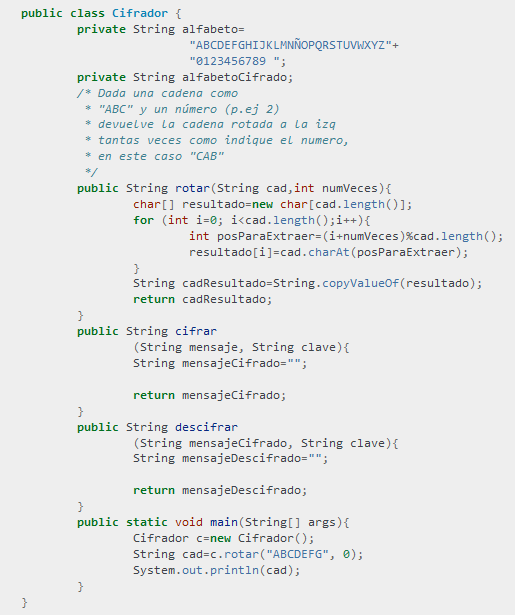 public class Cifrador {
        private String alfabeto=
                        "ABCDEFGHIJKLMNÑOPQRSTUVWXYZ"+
                        "0123456789 ";
        private String alfabetoCifrado;
        /* Dada una cadena como
         * "ABC" y un número (p.ej 2)
         * devuelve la cadena rotada a la izq
         * tantas veces como indique el numero,
         * en este caso "CAB"
         */
        public String rotar(String cad,int numVeces){
                char[] resultado=new char[cad.length()];
                for (int i=0; i<cad.length();i++){
                        int posParaExtraer=(i+numVeces)%cad.length();
                        resultado[i]=cad.charAt(posParaExtraer);
                }
                String cadResultado=String.copyValueOf(resultado);
                return cadResultado;
        }
        public String cifrar
                (String mensaje, String clave){
                String mensajeCifrado="";

                return mensajeCifrado;
        }
        public String descifrar
                (String mensajeCifrado, String clave){
                String mensajeDescifrado="";

                return mensajeDescifrado;
        }
        public static void main(String[] args){
                Cifrador c=new Cifrador();
                String cad=c.rotar("ABCDEFG", 0);
                System.out.println(cad);
        }
}